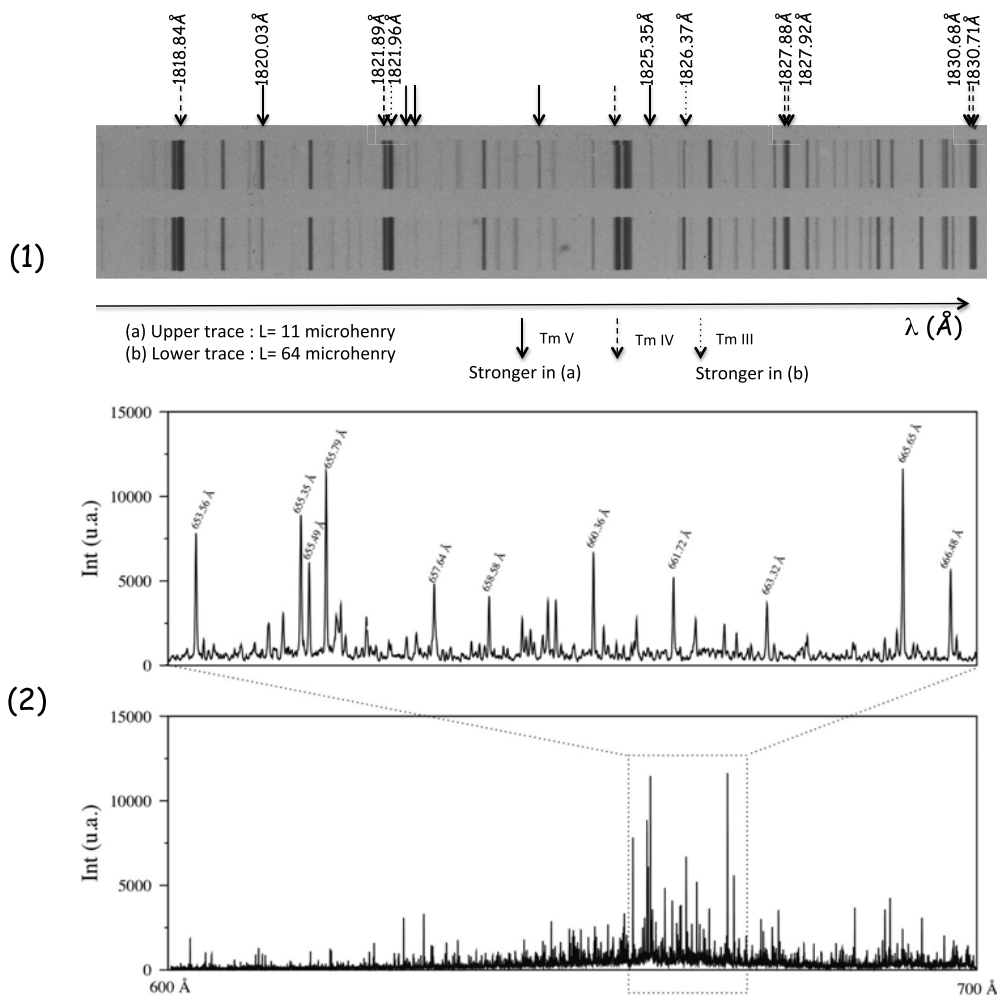 1818.84Å
1820.03Å
1821.89Å
1821.96Å
1825.35Å
1826.37Å
1827.88Å
1827.92Å
1830.68Å
1830.71Å
(1)
λ (Å)
(a) Upper trace : L= 11 microhenry
(b) Lower trace : L= 64 microhenry
Tm V
Tm IV
Tm III
Stronger in (a)
Stronger in (b)
15000
10000
5000
0
Int (u.a.)
653.56 Å
655.35 Å
655.49 Å
655.79 Å
657.64 Å
658.58 Å
660.36 Å
661.72 Å
663.32 Å
665.65 Å
666.48 Å
(2)
15000
10000
5000
0
Int (u.a.)
600 Å
700 Å